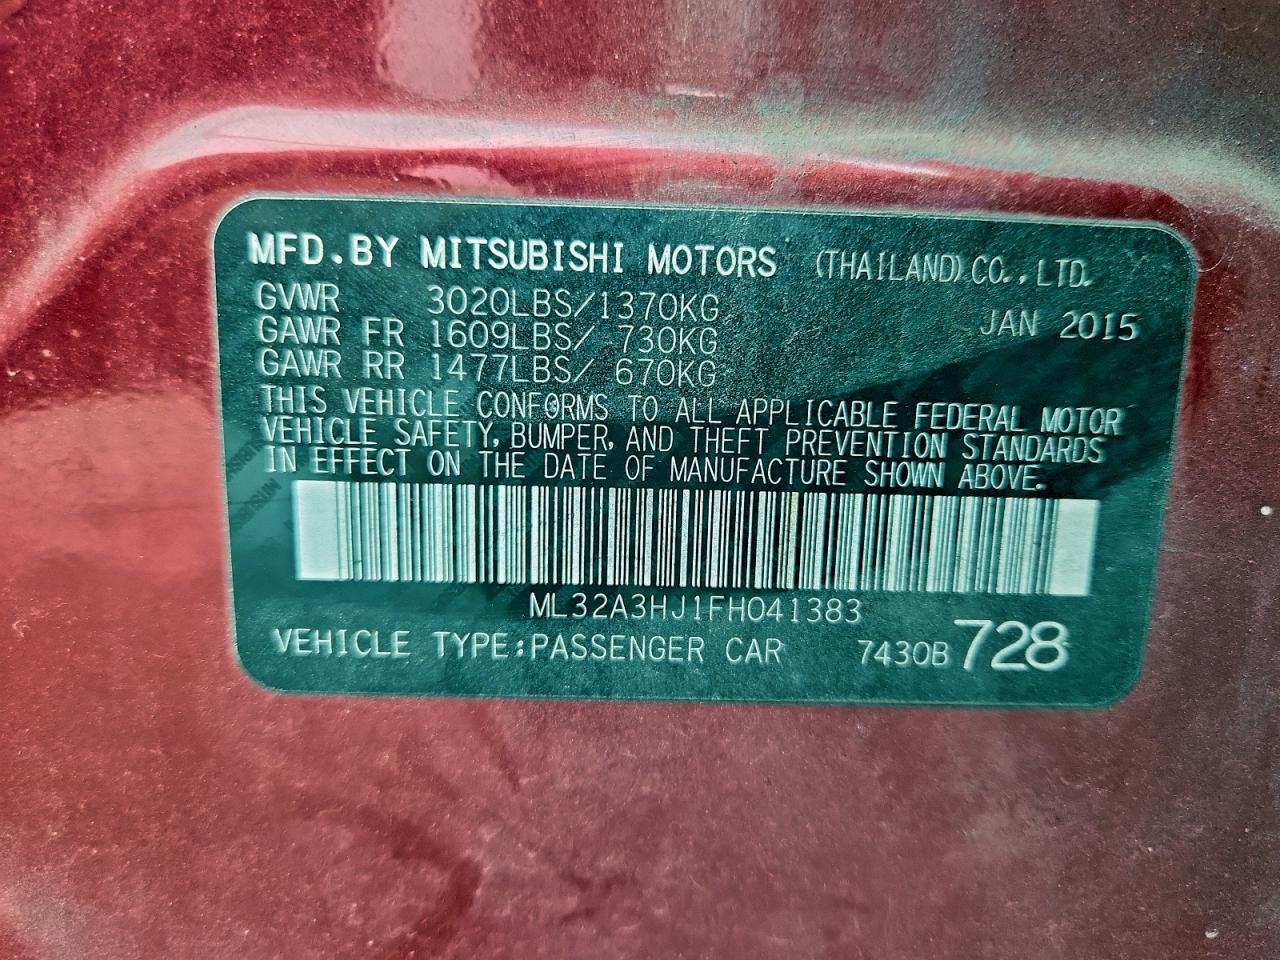 MFD.BY MITSUBISHI MOTORS (THAILAND) CO., LTD.
GVWR 3020LBS/1370KG JAN 2015
GAWR FR 1609LBS/ 730KG
GAWR RR 1477LBS/ 670KG
THIS VEHICLE CONFORMS TO ALL APPLICABLE FEDERAL MOTOR
VEHICLE SAFETY, BUMPER, AND THEFT PREVENTION STANDARDS
IN EFFECT ON THE DATE OF MANUFACTURE SHOWN ABOVE.
ML32A3HJ1FH041383
VEHICLE TYPE:PASSENGER CAR 7430B 728